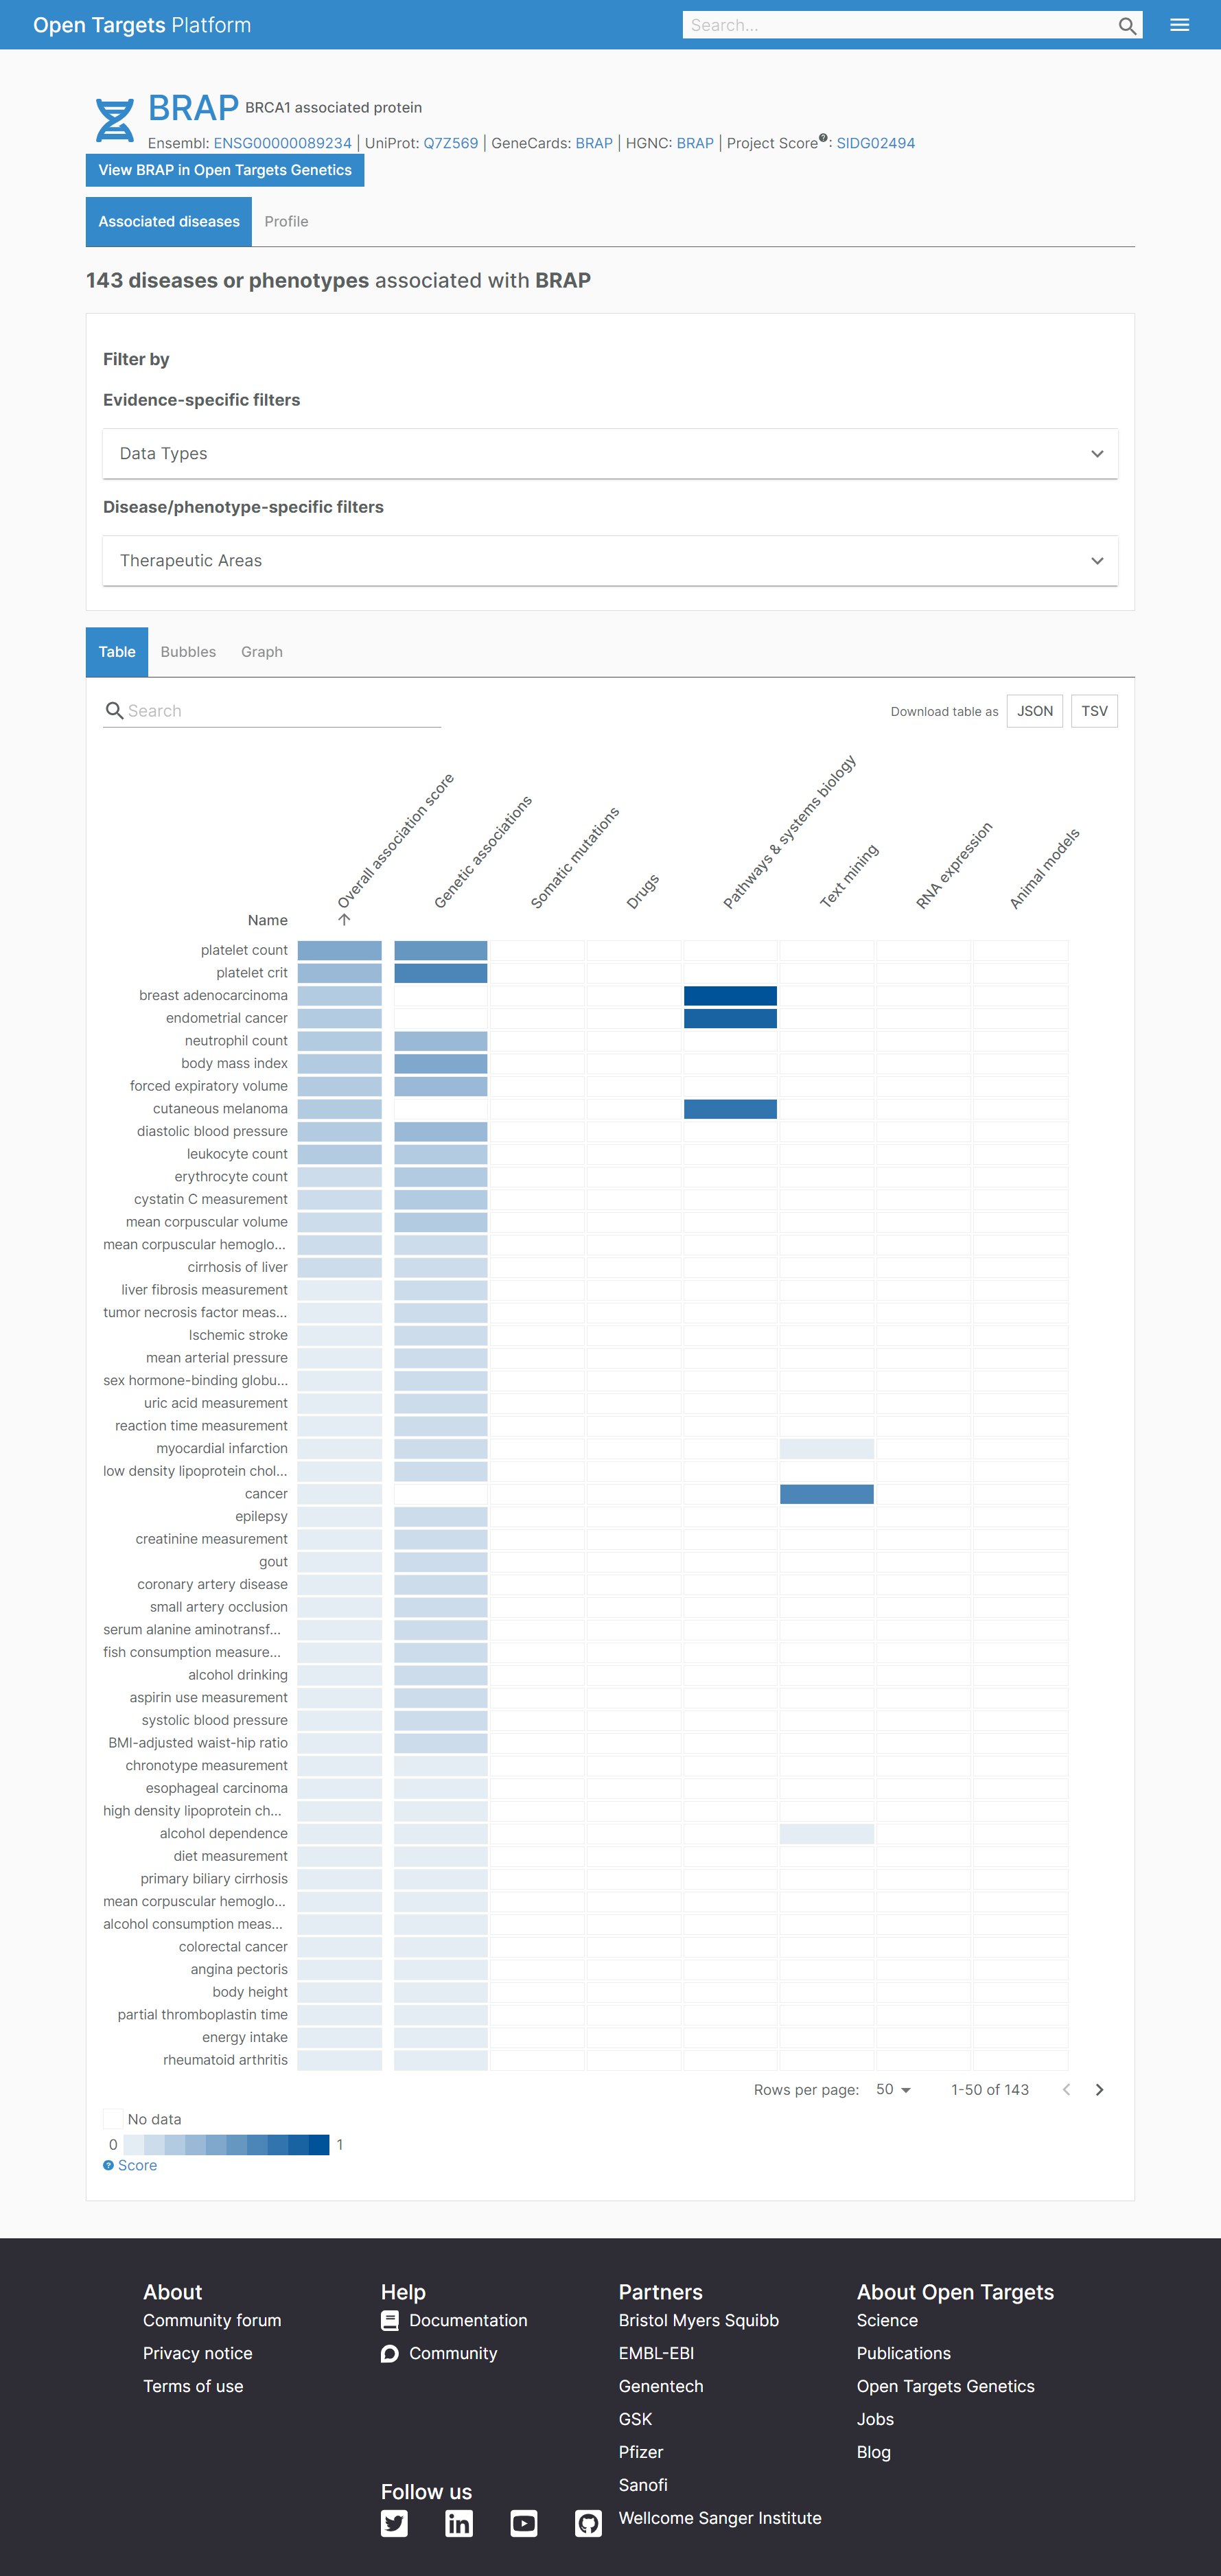 Open Targets Platform
Search...
BRAP BRCA1 associated protein
Ensembl: ENSG00000089234 | UniProt: Q7Z569 | GeneCards: BRAP | HGNC: BRAP | Project Score?: SIDG02494
View BRAP in Open Targets Genetics
Associated diseases Profile
143 diseases or phenotypes associated with BRAP
Filter by
Evidence-specific filters
Data Types
Disease/phenotype-specific filters
Therapeutic Areas
Table Bubbles Graph
Search
Download table as JSON TSV
Name
Overall association score
Genetic associations
Somatic mutations
Drugs
Pathways & systems biology
Text mining
RNA expression
Animal models
platelet count
platelet crit
breast adenocarcinoma
endometrial cancer
neutrophil count
body mass index
forced expiratory volume
cutaneous melanoma
diastolic blood pressure
leukocyte count
erythrocyte count
cystatin C measurement
mean corpuscular volume
mean corpuscular hemoglo...
cirrhosis of liver
liver fibrosis measurement
tumor necrosis factor meas...
Ischemic stroke
mean arterial pressure
sex hormone-binding globu...
uric acid measurement
reaction time measurement
myocardial infarction
low density lipoprotein chol...
cancer
epilepsy
creatinine measurement
gout
coronary artery disease
small artery occlusion
serum alanine aminotransf...
fish consumption measure...
alcohol drinking
aspirin use measurement
systolic blood pressure
BMI-adjusted waist-hip ratio
chronotype measurement
esophageal carcinoma
high density lipoprotein ch...
alcohol dependence
diet measurement
primary biliary cirrhosis
mean corpuscular hemoglo...
alcohol consumption meas...
colorectal cancer
angina pectoris
body height
partial thromboplastin time
energy intake
rheumatoid arthritis
Rows per page: 50 1-50 of 143
No data
0 1
? Score
About
Community forum
Privacy notice
Terms of use
Help
Documentation
Community
Follow us
Partners
Bristol Myers Squibb
EMBL-EBI
Genentech
GSK
Pfizer
Sanofi
Wellcome Sanger Institute
About Open Targets
Science
Publications
Open Targets Genetics
Jobs
Blog